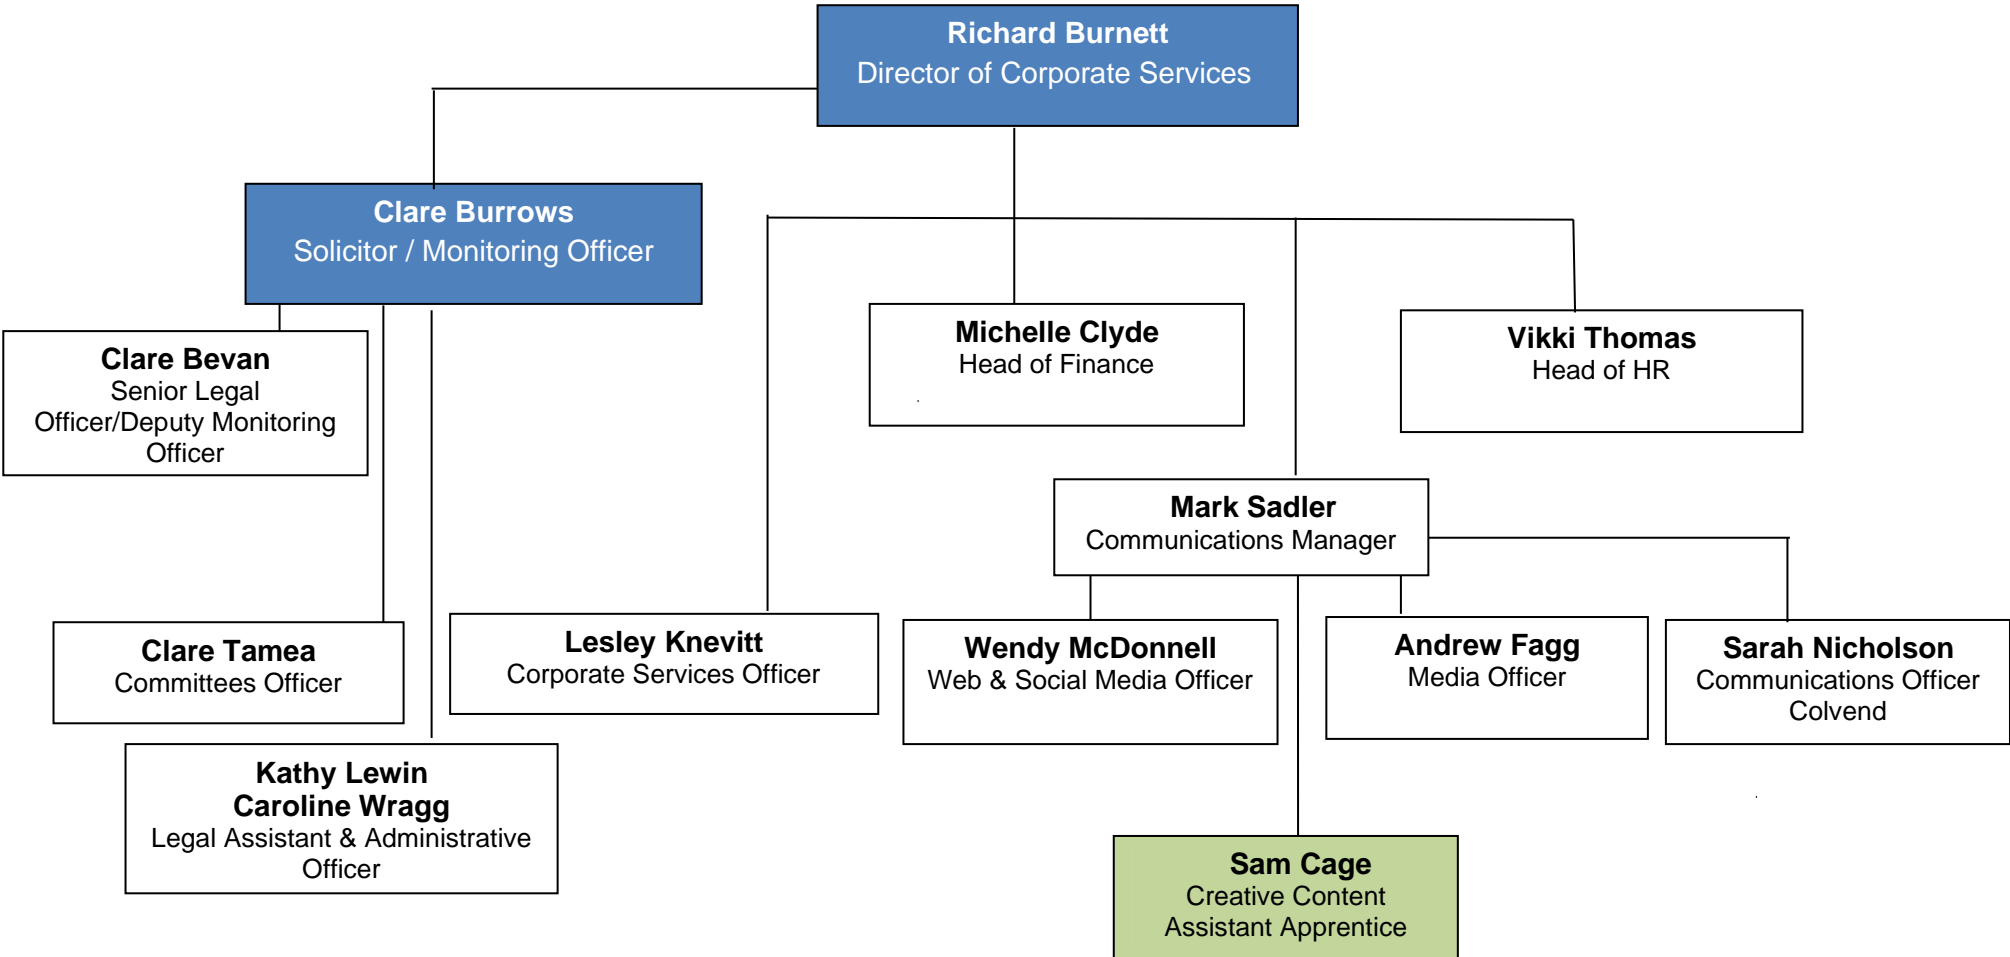 Richard Burnett
Director of Corporate Services
Clare Burrows
Solicitor / Monitoring Officer
Clare Bevan
Senior Legal
Officer/Deputy Monitoring
Officer
Michelle Clyde
Head of Finance
Vikki Thomas
Head of HR
Mark Sadler
Communications Manager
Clare Tamea
Committees Officer
Lesley Knevitt
Corporate Services Officer
Wendy McDonnell
Web & Social Media Officer
Andrew Fagg
Media Officer
Sarah Nicholson
Communications Officer
Colvend
Kathy Lewin
Caroline Wragg
Legal Assistant & Administrative
Officer
Sam Cage
Creative Content
Assistant Apprentice